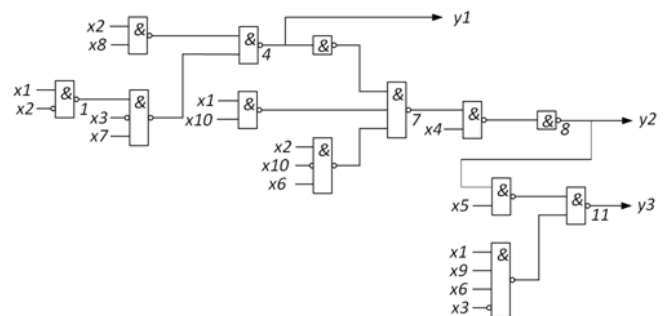 x2 & & 4 & y1
x8
x1 & 1
x2
x3 & 
x7
x1 & 
x10
& 7
x2 & 
x10
x6
& 
x4
& 8 y2
& 
x5
& 11 y3
x1 & 
x9
x6
x3